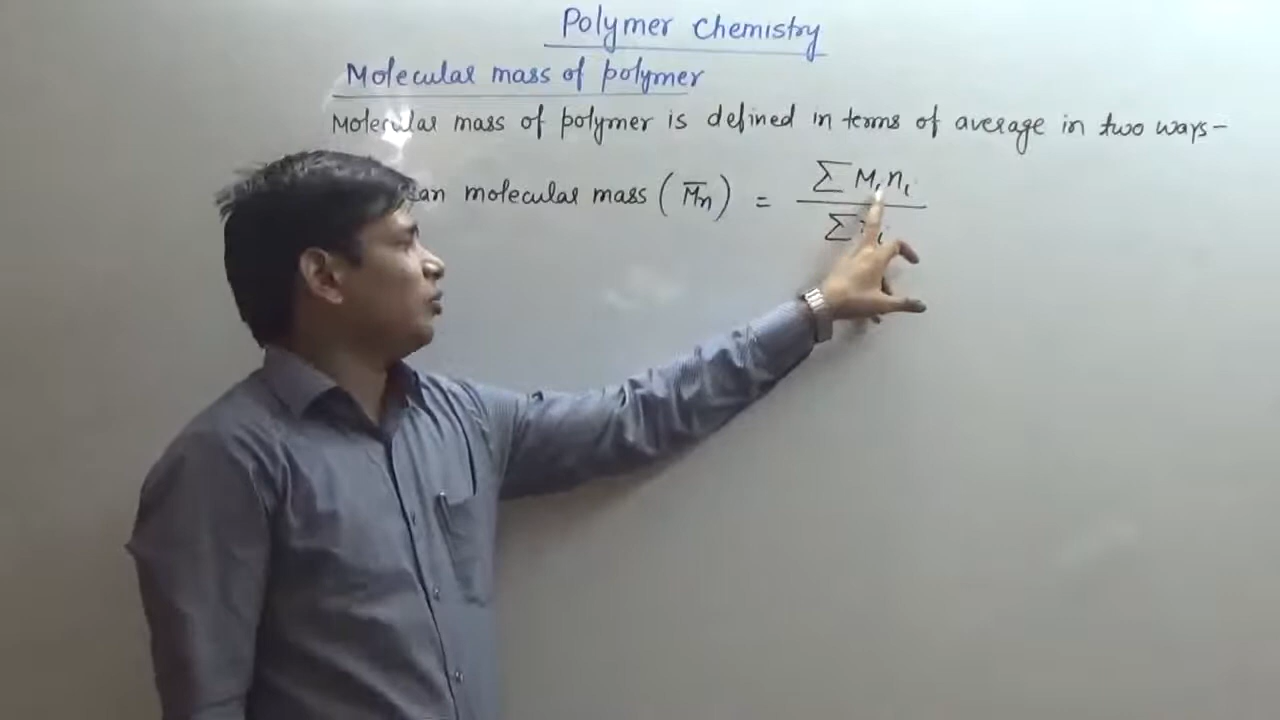 Polymer Chemistry
Molecular mass of polymer
Molecular mass of polymer is defined in terms of average in two ways-
molecular mass (M̅n) = Σ Mᵢnᵢ
Σ